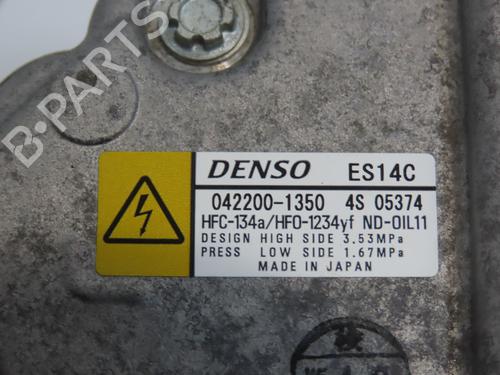 B-PARTS
DENSO ES14C
042200-1350 4S 05374
HFC-134a/HFO-1234yf ND-OIL11
DESIGN HIGH SIDE 3.53MPa
PRESS LOW SIDE 1.67MPa
MADE IN JAPAN